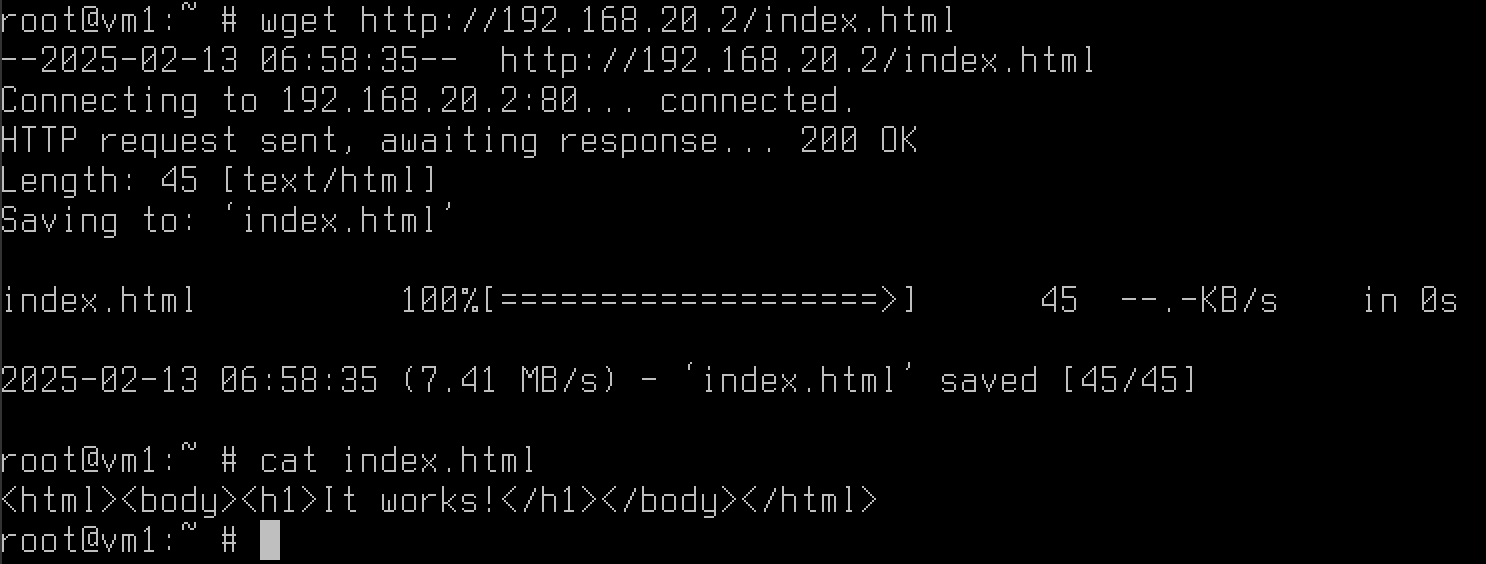 root@vm1:~ # wget http://192.168.20.2/index.html
--2025-02-13 06:58:35--  http://192.168.20.2/index.html
Connecting to 192.168.20.2:80... connected.
HTTP request sent, awaiting response... 200 OK
Length: 45 [text/html]
Saving to: ‘index.html’
index.html          100%[===================>]      45  --.-KB/s    in 0s
2025-02-13 06:58:35 (7.41 MB/s) - ‘index.html’ saved [45/45]
root@vm1:~ # cat index.html
<html><body><h1>It works!</h1></body></html>
root@vm1:~ #